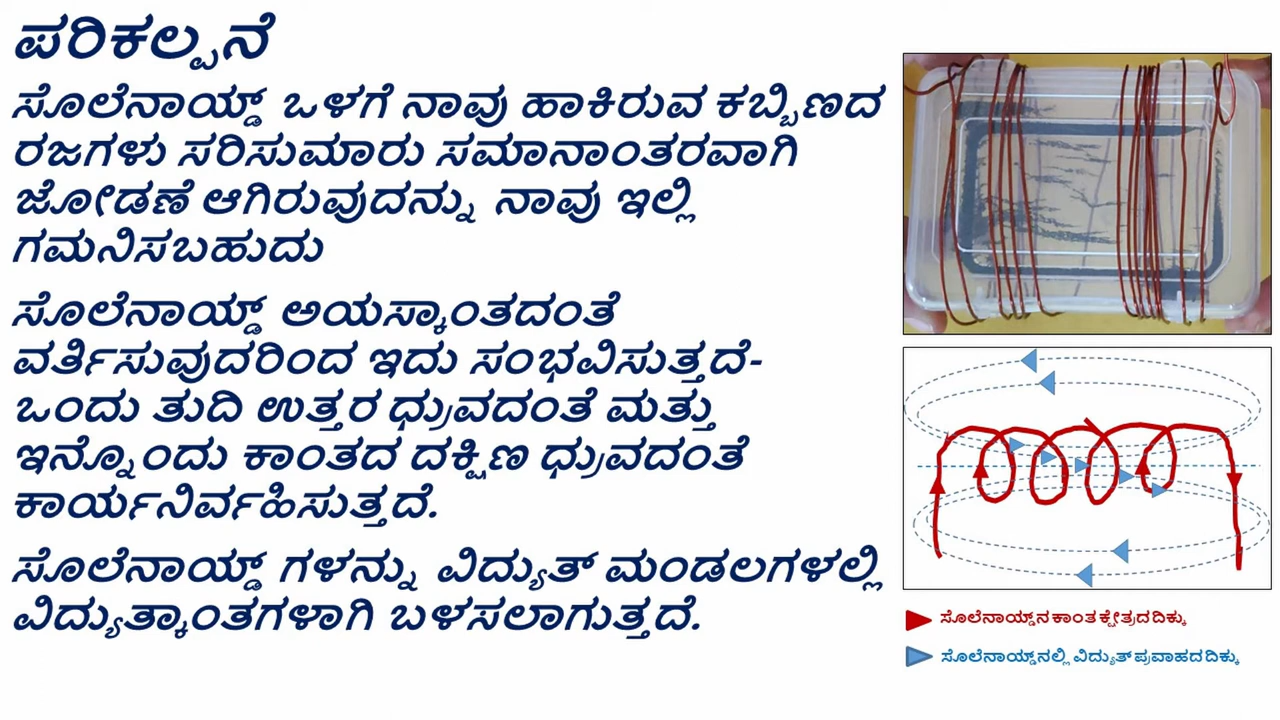 ಪರಿಕಲ್ಪನೆ
ಸೊಲೆನಾಯ್ಡ್ ಒಳಗೆ ನಾವು ಹಾಕಿರುವ ಕಬ್ಬಿಣದ
ರಜಗಳು ಸರಿಸುಮಾರು ಸಮಾನಾಂತರವಾಗಿ
ಜೋಡಣೆ ಆಗಿರುವುದನ್ನು ನಾವು ಇಲ್ಲಿ
ಗಮನಿಸಬಹುದು
ಸೊಲೆನಾಯ್ಡ್ ಅಯಸ್ಕಾಂತದಂತೆ
ವರ್ತಿಸುವುದರಿಂದ ಇದು ಸಂಭವಿಸುತ್ತದೆ-
ಒಂದು ತುದಿ ಉತ್ತರ ಧ್ರುವದಂತೆ ಮತ್ತು
ಇನ್ನೊಂದು ಕಾಂತದ ದಕ್ಷಿಣ ಧ್ರುವದಂತೆ
ಕಾರ್ಯನಿರ್ವಹಿಸುತ್ತದೆ.
ಸೊಲೆನಾಯ್ಡ್ ಗಳನ್ನು ವಿದ್ಯುತ್ ಮಂಡಲಗಳಲ್ಲಿ
ವಿದ್ಯುತ್ಕಾಂತಗಳಾಗಿ ಬಳಸಲಾಗುತ್ತದೆ.
ಸೊಲೆನಾಯ್ಡ್‌ನ ಕಾಂತಕ್ಷೇತ್ರದ ದಿಕ್ಕು
ಸೊಲೆನಾಯ್ಡ್‌ನಲ್ಲಿ ವಿದ್ಯುತ್ ಪ್ರವಾಹದ ದಿಕ್ಕು